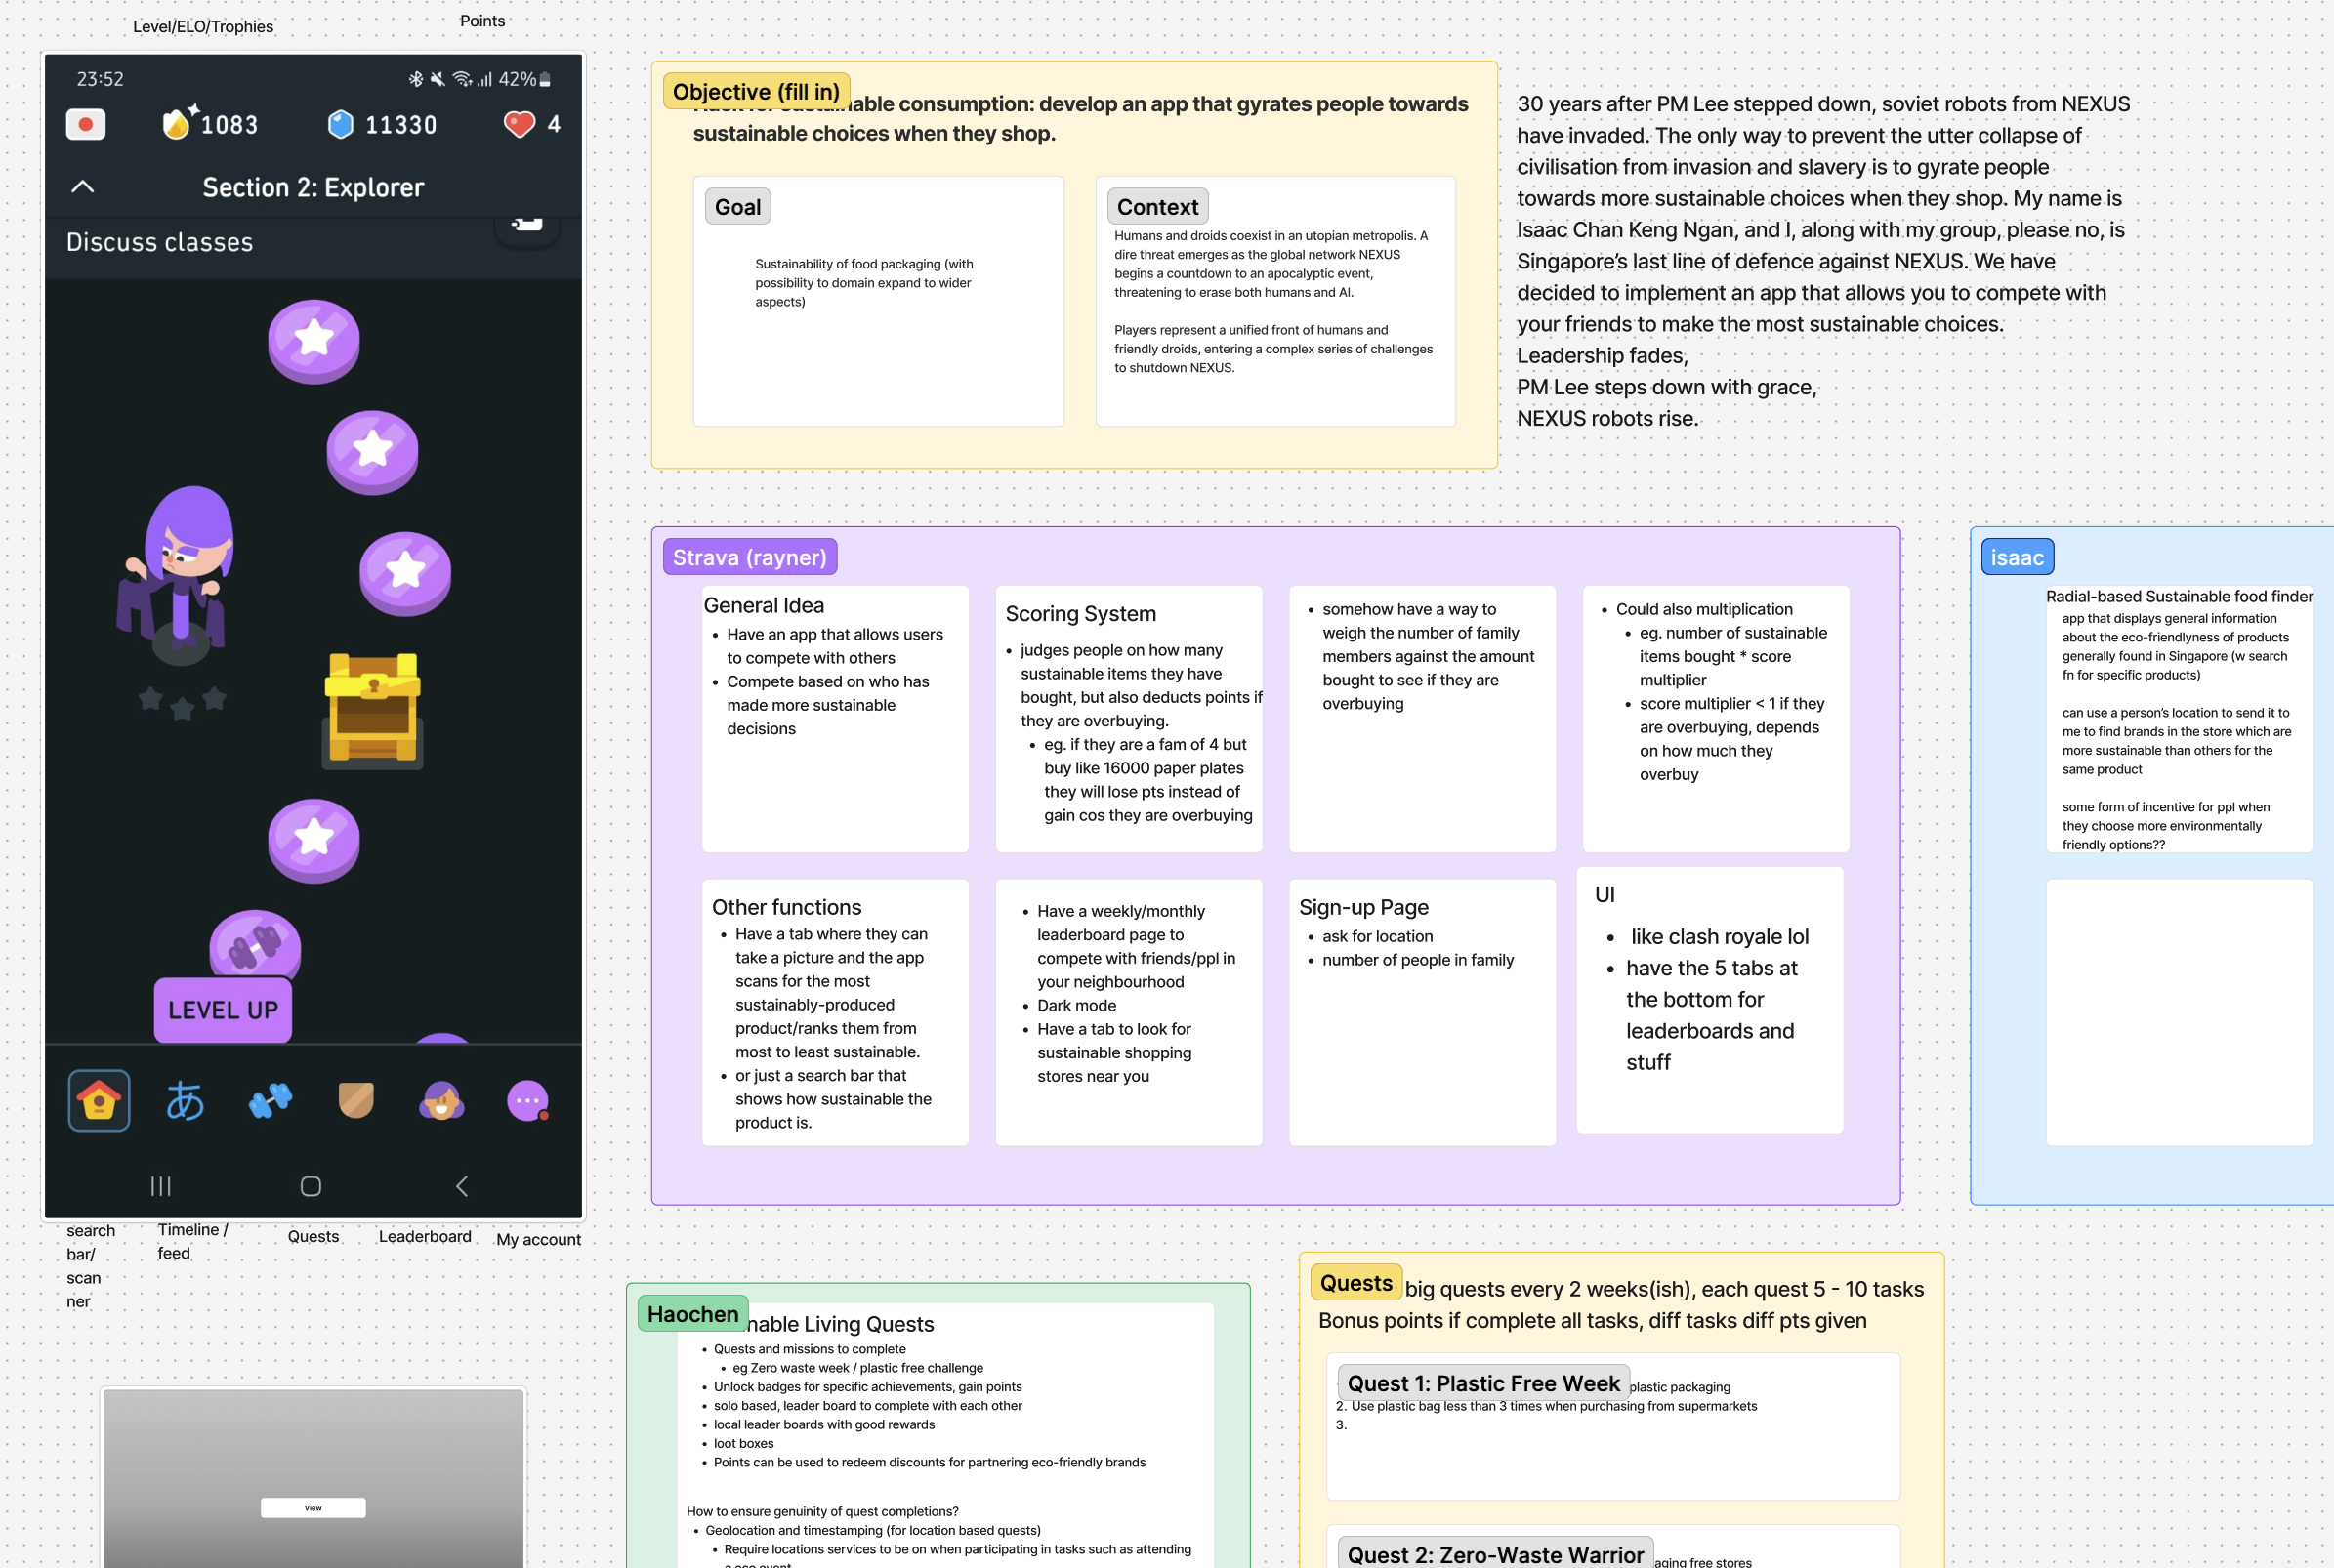 Level/ELO/Trophies
Points
23:52
42%
1083
11330
4
Section 2: Explorer
Discuss classes
LEVEL UP
あ
search
bar/
scan
ner
Timeline /
feed
Quests
Leaderboard
My account
View
Objective (fill in)
sustainable consumption: develop an app that gyrates people towards
sustainable choices when they shop.
Goal
Sustainability of food packaging (with
possibility to domain expand to wider
aspects)
Context
Humans and droids coexist in an utopian metropolis. A
dire threat emerges as the global network NEXUS
begins a countdown to an apocalyptic event,
threatening to erase both humans and AI.
Players represent a unified front of humans and
friendly droids, entering a complex series of challenges
to shutdown NEXUS.
30 years after PM Lee stepped down, soviet robots from NEXUS
have invaded. The only way to prevent the utter collapse of
civilisation from invasion and slavery is to gyrate people
towards more sustainable choices when they shop. My name is
Isaac Chan Keng Ngan, and I, along with my group, please no, is
Singapore’s last line of defence against NEXUS. We have
decided to implement an app that allows you to compete with
your friends to make the most sustainable choices.
Leadership fades,
PM Lee steps down with grace,
NEXUS robots rise.
Strava (rayner)
General Idea
• Have an app that allows users
to compete with others
• Compete based on who has
made more sustainable
decisions
Scoring System
• judges people on how many
sustainable items they have
bought, but also deducts points if
they are overbuying.
• eg. if they are a fam of 4 but
buy like 16000 paper plates
they will lose pts instead of
gain cos they are overbuying
• somehow have a way to
weigh the number of family
members against the amount
bought to see if they are
overbuying
• Could also multiplication
• eg. number of sustainable
items bought * score
multiplier
• score multiplier < 1 if they
are overbuying, depends
on how much they
overbuy
Other functions
• Have a tab where they can
take a picture and the app
scans for the most
sustainably-produced
product/ranks them from
most to least sustainable.
• or just a search bar that
shows how sustainable the
product is.
• Have a weekly/monthly
leaderboard page to
compete with friends/ppl in
your neighbourhood
• Dark mode
• Have a tab to look for
sustainable shopping
stores near you
Sign-up Page
• ask for location
• number of people in family
UI
• like clash royale lol
• have the 5 tabs at
the bottom for
leaderboards and
stuff
isaac
Radial-based Sustainable food finder
app that displays general information
about the eco-friendlyness of products
generally found in Singapore (w search
fn for specific products)
can use a person’s location to send it to
me to find brands in the store which are
more sustainable than others for the
same product
some form of incentive for ppl when
they choose more environmentally
friendly options??
Haochen
nable Living Quests
• Quests and missions to complete
• eg Zero waste week / plastic free challenge
• Unlock badges for specific achievements, gain points
• solo based, leader board to complete with each other
• local leader boards with good rewards
• loot boxes
• Points can be used to redeem discounts for partnering eco-friendly brands
How to ensure genuinity of quest completions?
• Geolocation and timestamping (for location based quests)
• Require locations services to be on when participating in tasks such as attending
a eco event
Quests
big quests every 2 weeks(ish), each quest 5 - 10 tasks
Bonus points if complete all tasks, diff tasks diff pts given
Quest 1: Plastic Free Week
plastic packaging
2. Use plastic bag less than 3 times when purchasing from supermarkets
3.
Quest 2: Zero-Waste Warrior
aging free stores